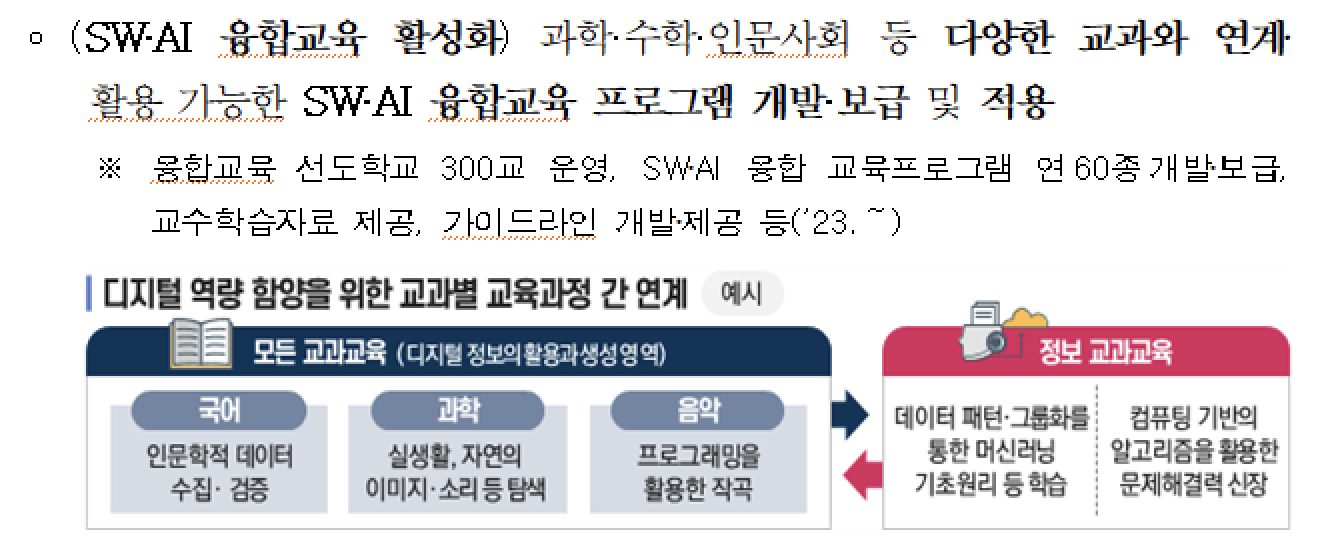 ㅇ (SW·AI 융합교육 활성화) 과학·수학·인문사회 등 다양한 교과와 연계·
활용 가능한 SW·AI 융합교육 프로그램 개발·보급 및 적용
※ 융합교육 선도학교 300교 운영, SW·AI 융합 교육프로그램 연 60종 개발·보급,
교수학습자료 제공, 가이드라인 개발·제공 등('23. ~)
디지털 역량 함양을 위한 교과별 교육과정 간 연계 예시
모든 교과교육 (디지털 정보의 활용과 생성 영역)
국어
인문학적 데이터
수집· 검증
과학
실생활, 자연의
이미지·소리 등 탐색
음악
프로그래밍을
활용한 작곡
정보 교과교육
데이터 패턴·그룹화를
통한 머신러닝
기초원리 등 학습
컴퓨팅 기반의
알고리즘을 활용한
문제해결력 신장